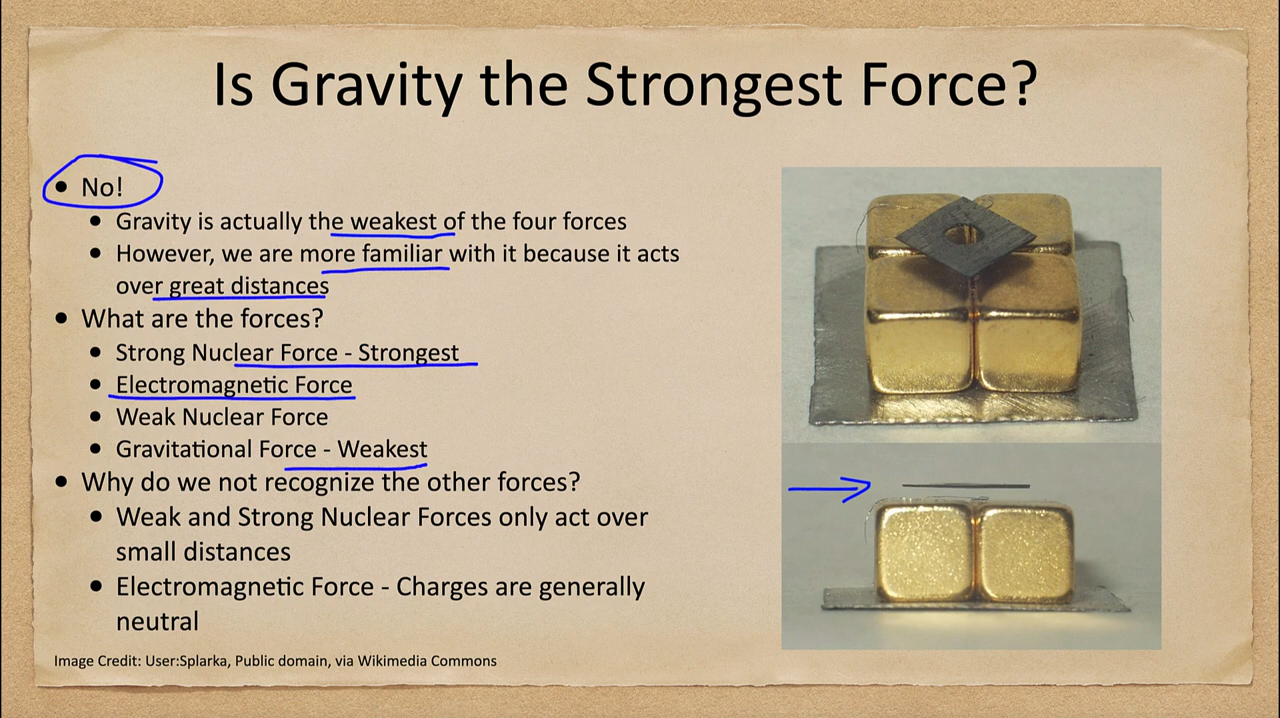 Is Gravity the Strongest Force?
• No!
• Gravity is actually the weakest of the four forces
• However, we are more familiar with it because it acts
over great distances
• What are the forces?
• Strong Nuclear Force - Strongest
• Electromagnetic Force
• Weak Nuclear Force
• Gravitational Force - Weakest
• Why do we not recognize the other forces?
• Weak and Strong Nuclear Forces only act over
small distances
• Electromagnetic Force - Charges are generally
neutral
Image Credit: User:Splarka, Public domain, via Wikimedia Commons